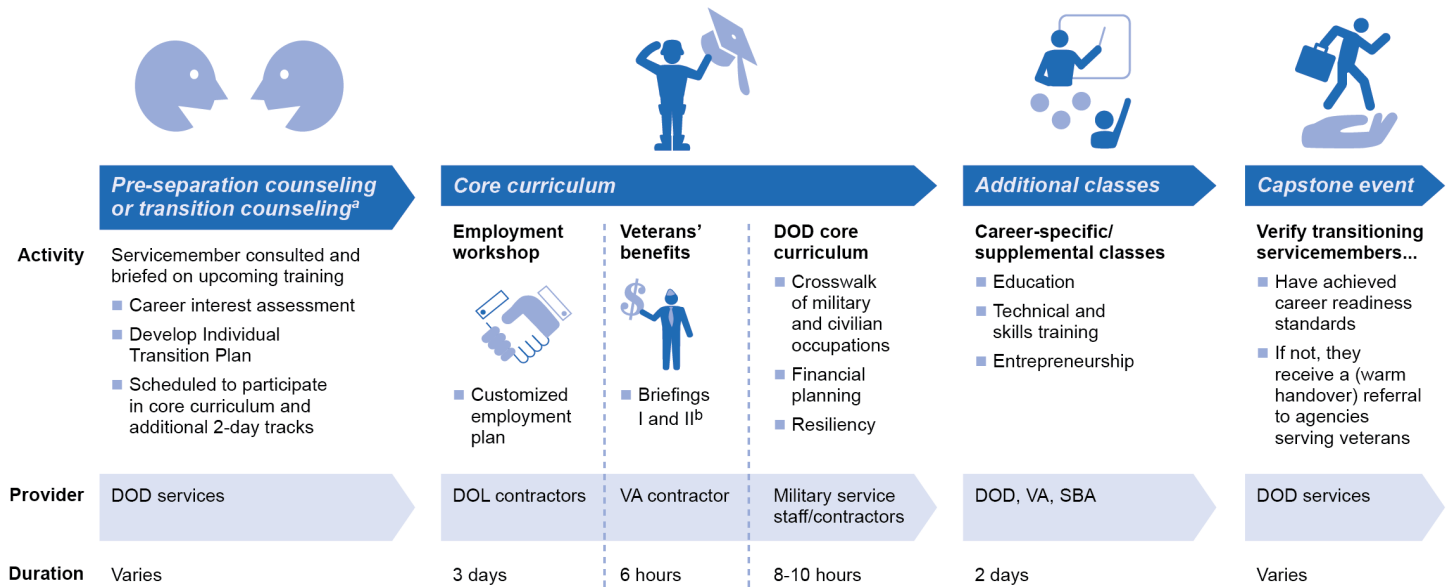 Pre-separation counseling
or transition counselingᵃ
Core curriculum
Additional classes
Capstone event
Activity
Servicemember consulted and
briefed on upcoming training
Career interest assessment
Develop Individual
Transition Plan
Scheduled to participate
in core curriculum and
additional 2-day tracks
Employment
workshop
$
Customized
employment
plan
Veterans'
benefits
Briefings
I and IIᵇ
DOD core
curriculum
Crosswalk
of military
and civilian
occupations
Financial
planning
Resiliency
Career-specific/
supplemental classes
Education
Technical and
skills training
Entrepreneurship
Verify transitioning
servicemembers...
Have achieved
career readiness
standards
If not, they
receive a (warm
handover) referral
to agencies
serving veterans
Provider
DOD services
DOL contractors
VA contractor
Military service
staff/contractors
DOD, VA, SBA
DOD services
Duration
Varies
3 days
6 hours
8-10 hours
2 days
Varies